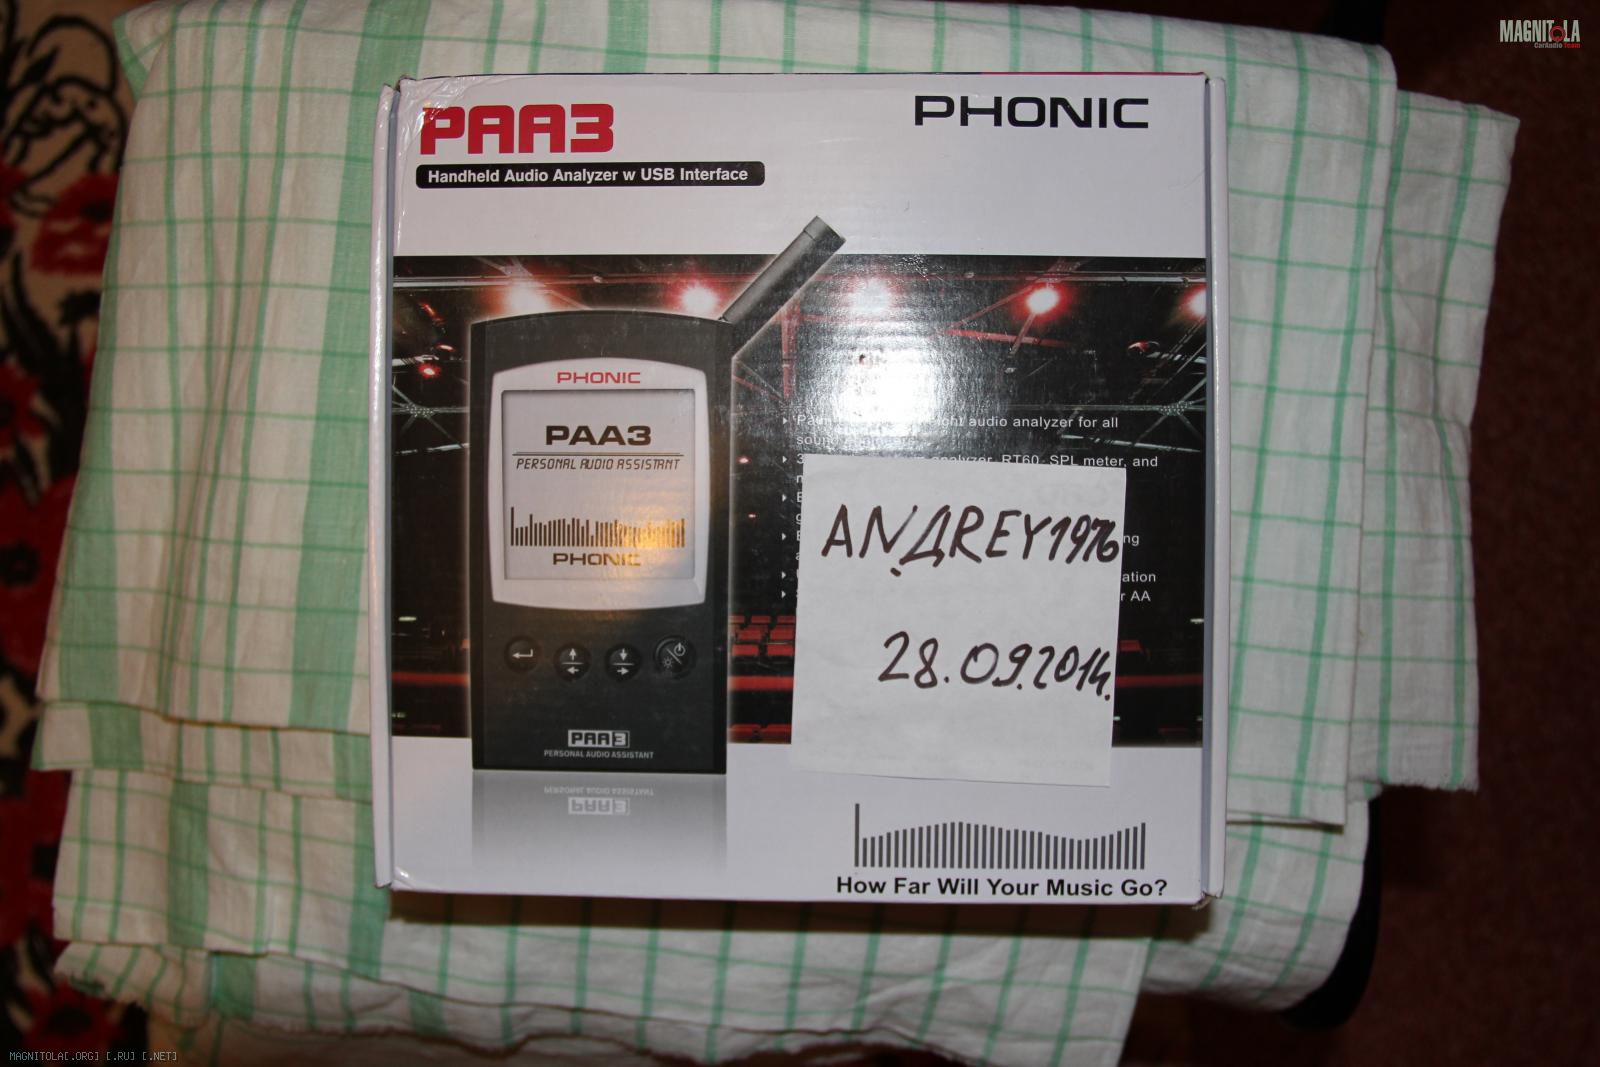 MAGNITOLA
CarAudio Team
PAA3
PHONIC
Handheld Audio Analyzer w USB Interface
PHONIC
PAA3
PERSONAL AUDIO ASSISTANT
PHONIC
audio analyzer for all
analyzer, RT60, SPL meter, and
ANДREY1976
28.09.2014.
AA
PAA3
PERSONAL AUDIO ASSISTANT
How Far Will Your Music Go?
MAGNITOLA[.ORG] [.RU] [.NET]